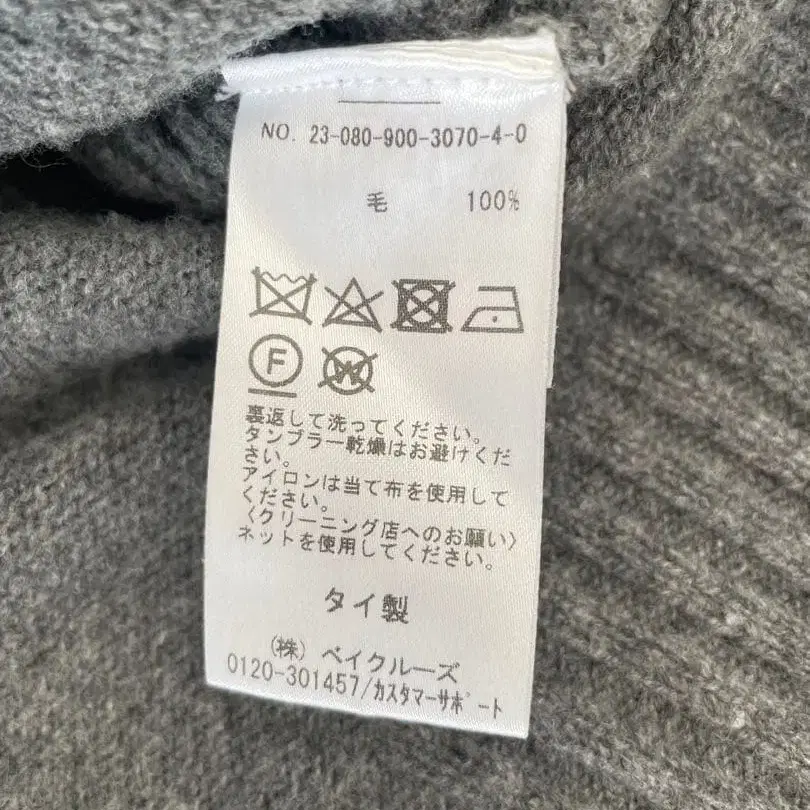 NO. 23-080-900-3070-4-0
毛 100%
F
W
裏返して洗ってください。
タンブラー乾燥はお避けくだ
さい。
アイロンは当て布を使用して
ください。
〈クリーニング店へのお願い〉
ネットを使用してください。
タイ製
(株) ベイクルーズ
0120-301457/カスタマーサポート